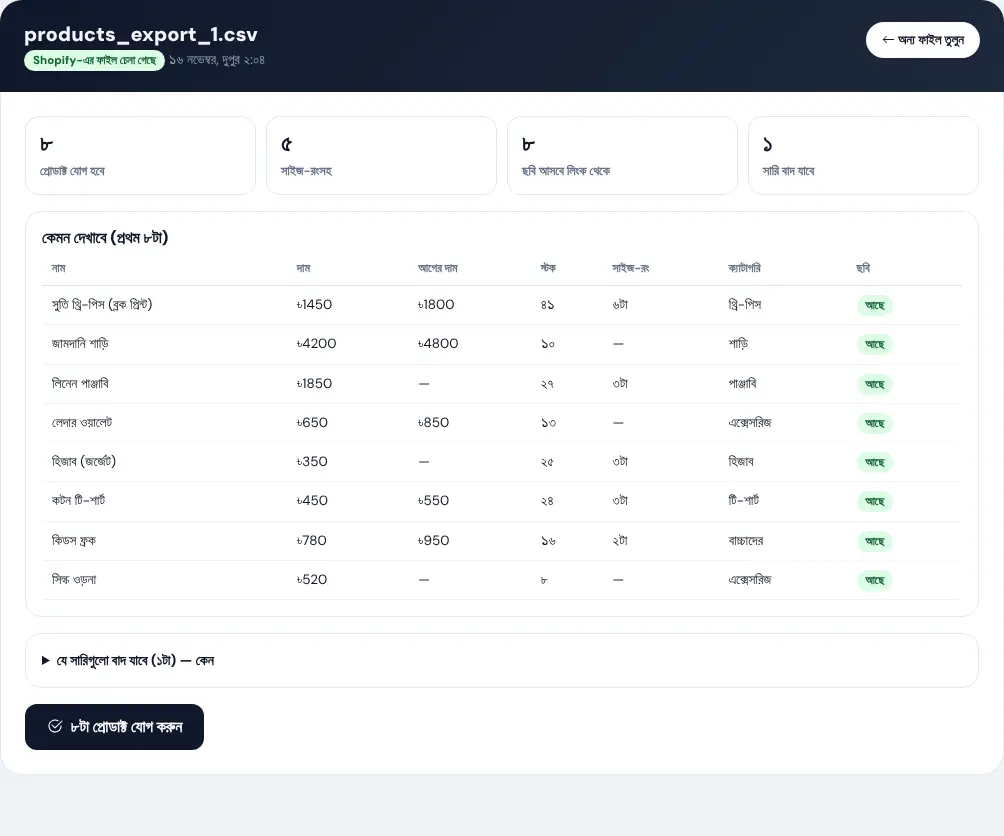 products_export_1.csv
← অন্য ফাইল তুলুন
Shopify-এর ফাইল চেনা গেছে ১৬ নভেম্বর, দুপুর ২:০৪
৮ ৫ ৮ ১
প্রোডাক্ট যোগ হবে সাইজ-রংসহ ছবি আসবে লিংক থেকে সারি বাদ যাবে
কেমন দেখাবে (প্রথম ৮টা)
নাম দাম আগের দাম স্টক সাইজ-রং ক্যাটাগরি ছবি
সুতি থ্রি-পিস (ব্লক প্রিন্ট) ৳1450 ৳1800 ৪১ ৬টা থ্রি-পিস আছে
জামদানি শাড়ি ৳4200 ৳4800 ১০ — শাড়ি আছে
লিনেন পাঞ্জাবি ৳1850 — ২৭ ৩টা পাঞ্জাবি আছে
লেদার ওয়ালেট ৳650 ৳850 ১৩ — এক্সেসরিজ আছে
হিজাব (জর্জেট) ৳350 — ২৫ ৩টা হিজাব আছে
কটন টি-শার্ট ৳450 ৳550 ২৪ ৩টা টি-শার্ট আছে
কিডস ফ্রক ৳780 ৳950 ১৬ ২টা বাচ্চাদের আছে
সিল্ক ওড়না ৳520 — ৮ — এক্সেসরিজ আছে
▶ যে সারিগুলো বাদ যাবে (১টা) — কেন
৮টা প্রোডাক্ট যোগ করুন